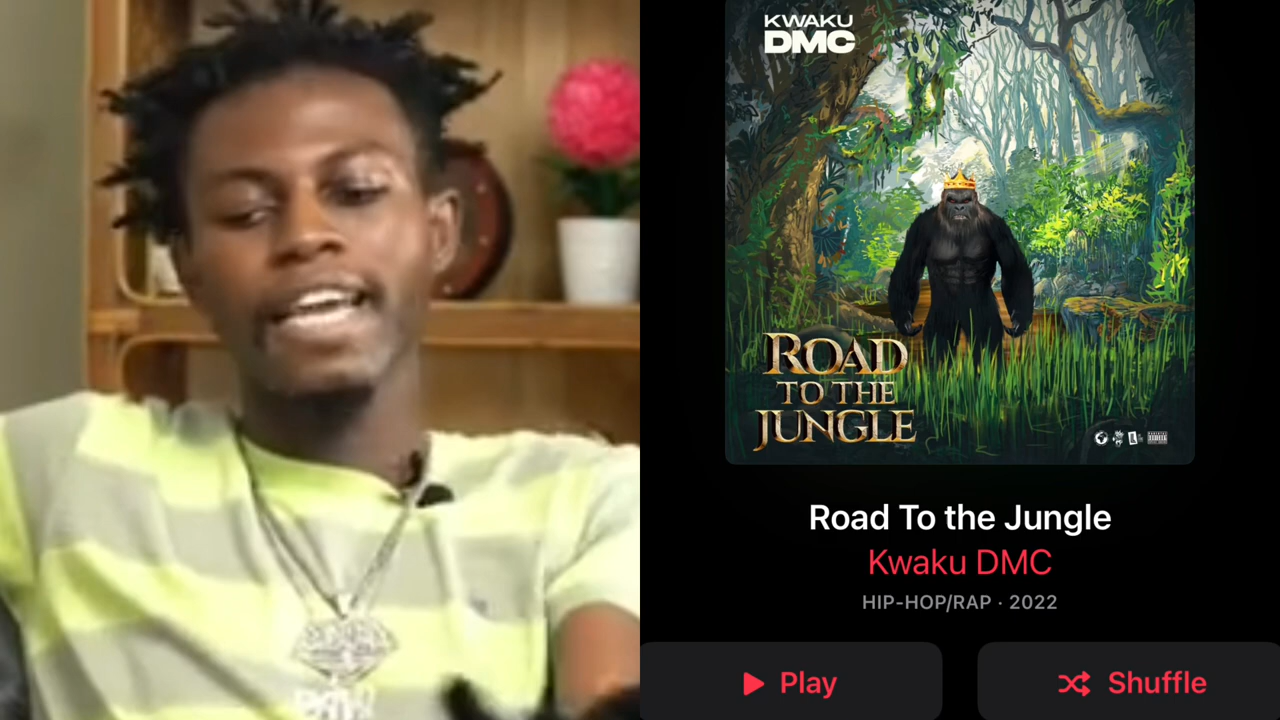 KWAKU
DMC
ROAD
TO THE
JUNGLE
Road To the Jungle
Kwaku DMC
HIP-HOP/RAP · 2022
Play
Shuffle